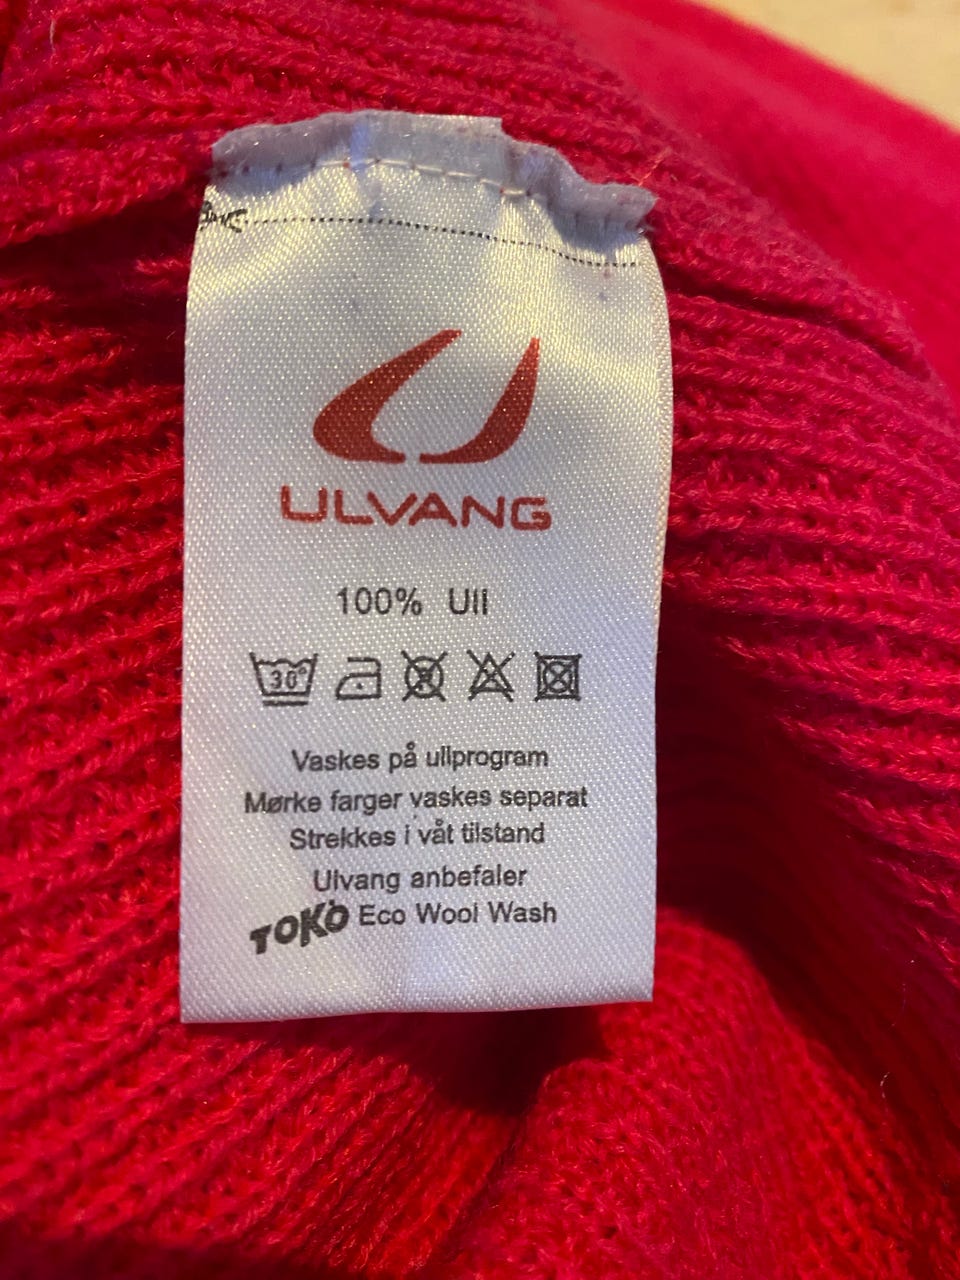 ULVANG
100% Ull
30°
Vaskes på ullprogram
Mørke farger vaskes separat
Strekkes i våt tilstand
Ulvang anbefaler
TOKO Eco Wool Wash